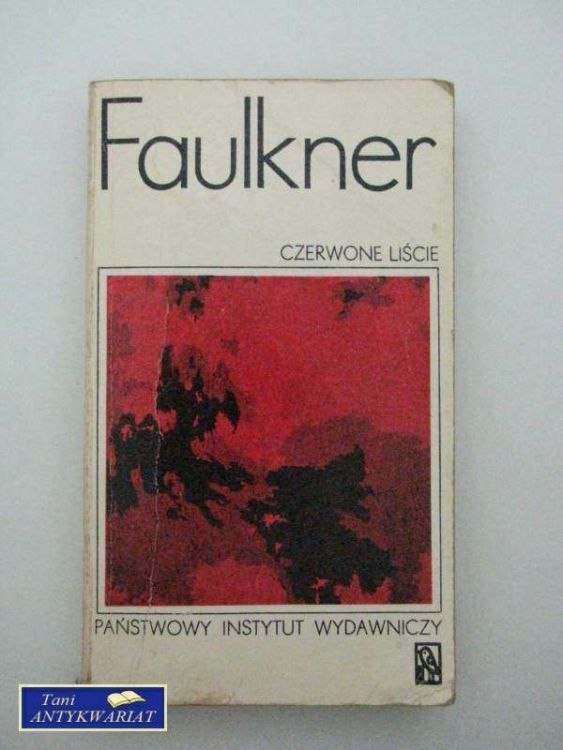 Faulkner
CZERWONE LIŚCIE
PAŃSTWOWY INSTYTUT WYDAWNICZY
Tani
ANTYKWARIAT